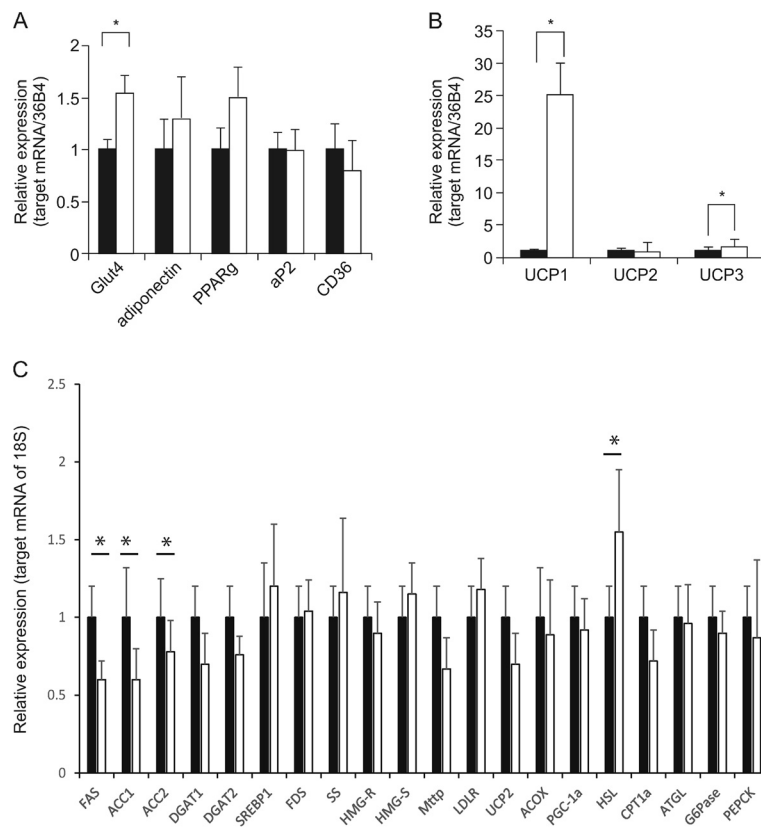 A
*
Relative expression
(target mRNA/36B4)
2
1.5
1
0.5
0
Glut4
adiponectin
PPARg
aP2
CD36
B
*
*
Relative expression
(target mRNA/36B4)
35
30
25
20
15
10
5
0
UCP1
UCP2
UCP3
C
Relative expression (target mRNA of 18S)
2.5
2
1.5
1
0.5
0
*
*
*
*
FAS
ACC1
ACC2
DGAT1
DGAT2
SREBP1
FDS
SS
HMG-R
HMG-S
Mttp
LDLR
UCP2
ACOX
PGC-1a
HSL
CPT1a
ATGL
G6Pase
PEPCK